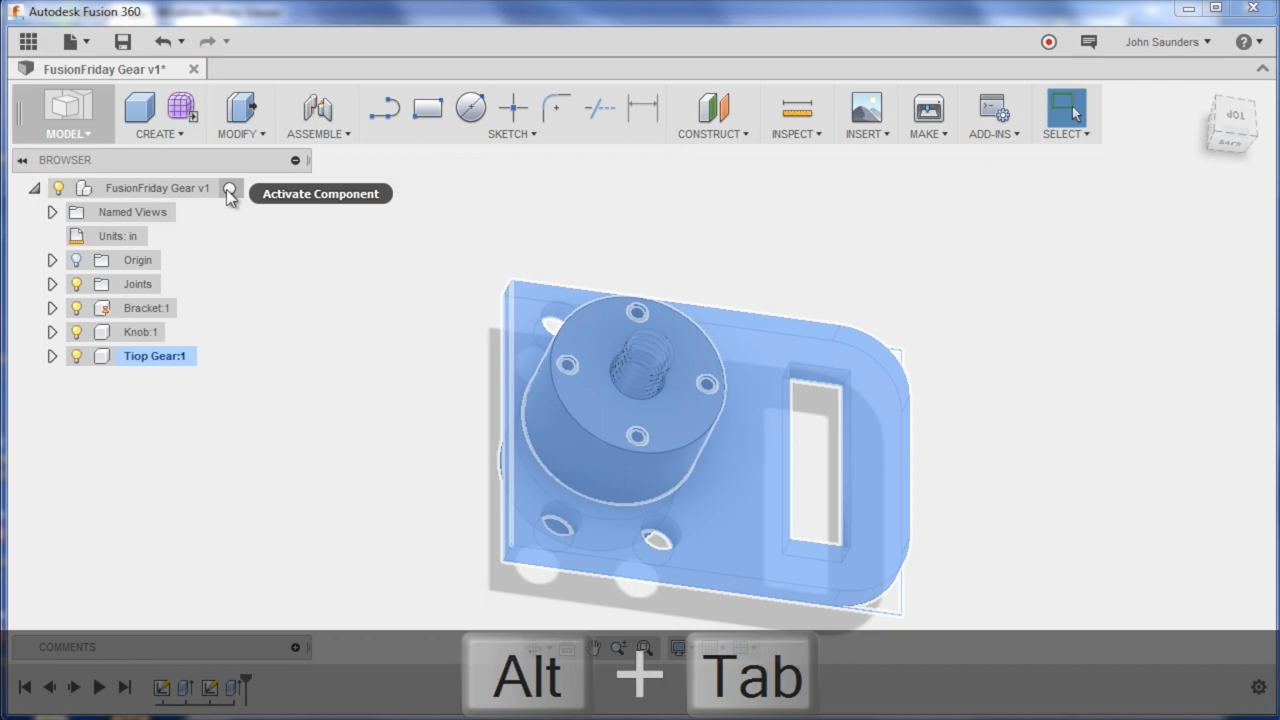 Autodesk Fusion 360
John Saunders
FusionFriday Gear v1*
MODEL
CREATE
MODIFY
ASSEMBLE
SKETCH
CONSTRUCT
INSPECT
INSERT
MAKE
ADD-INS
SELECT
TOP
BACK
BROWSER
FusionFriday Gear v1
Activate Component
Named Views
Units: in
Origin
Joints
Bracket:1
Knob:1
Tiop Gear:1
COMMENTS
Alt + Tab